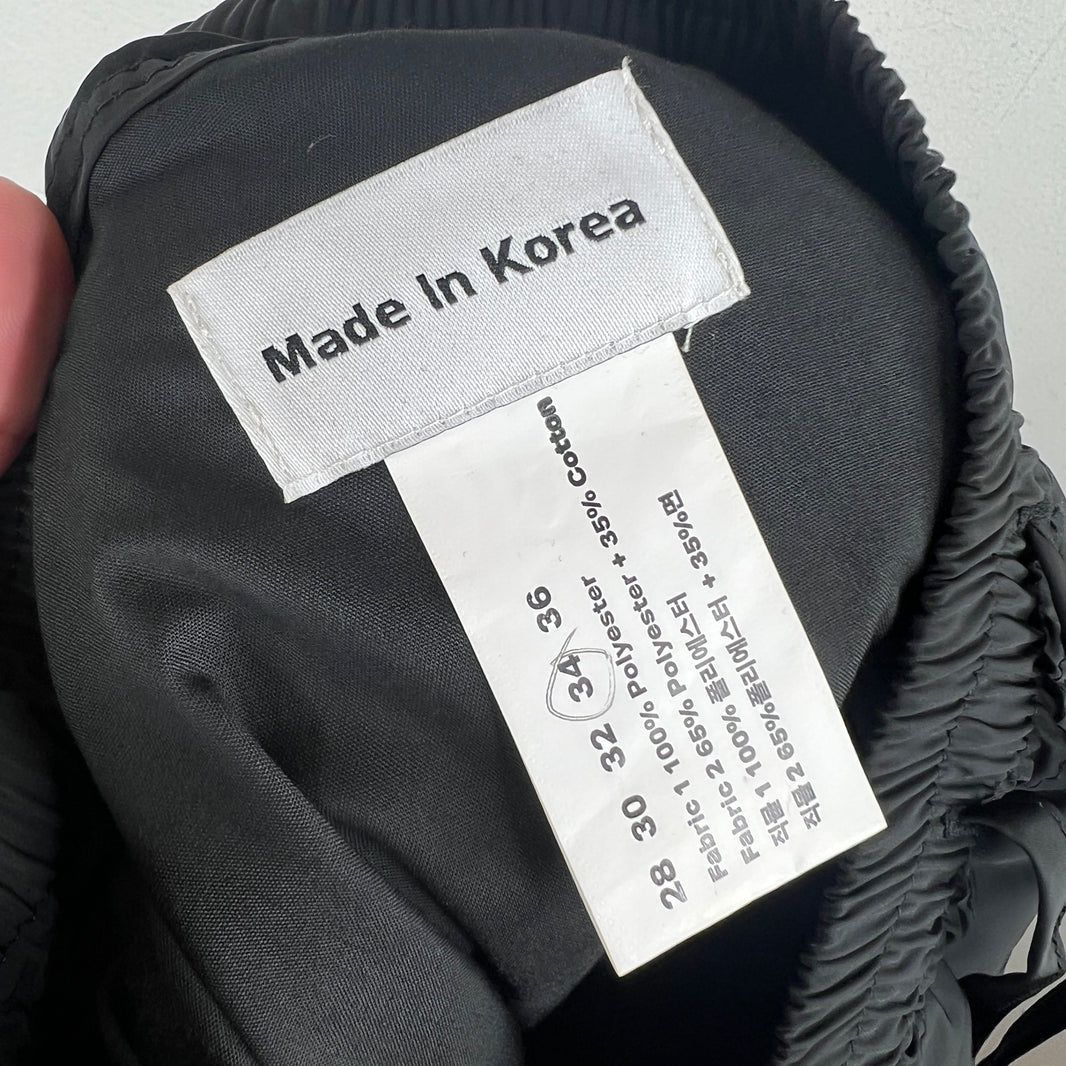 Made In Korea
28 30 32 34 36
Fabric 1 100% Polyester
Fabric 2 65% Polyester + 35% Cotton
직물 1 100% 폴리에스터
직물 2 65%폴리에스터 + 35%면